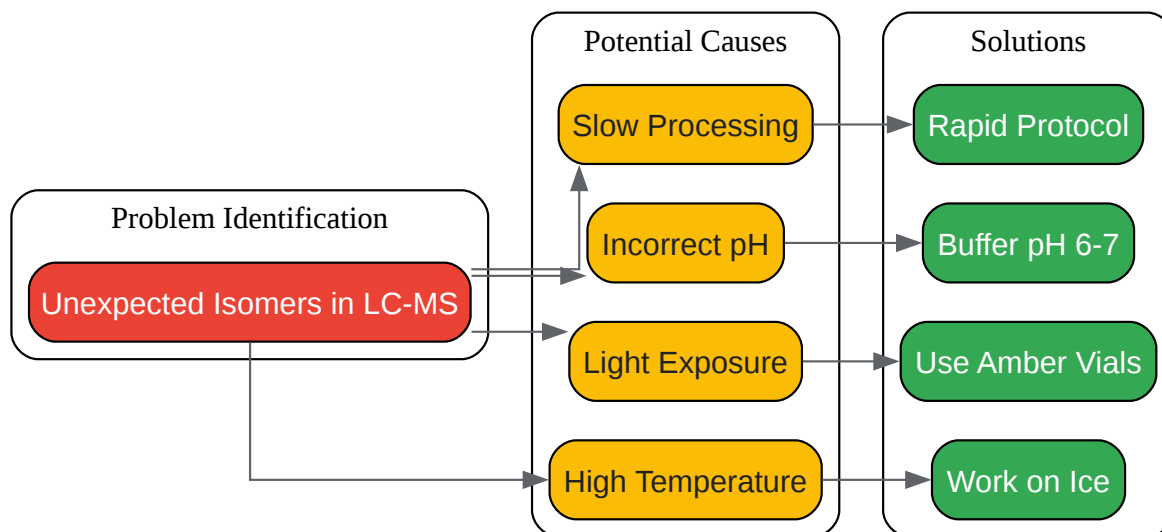 Potential Causes
Solutions
Slow Processing
Rapid Protocol
Problem Identification
Incorrect pH
Buffer pH 6-7
Unexpected Isomers in LC-MS
Light Exposure
Use Amber Vials
High Temperature
Work on Ice